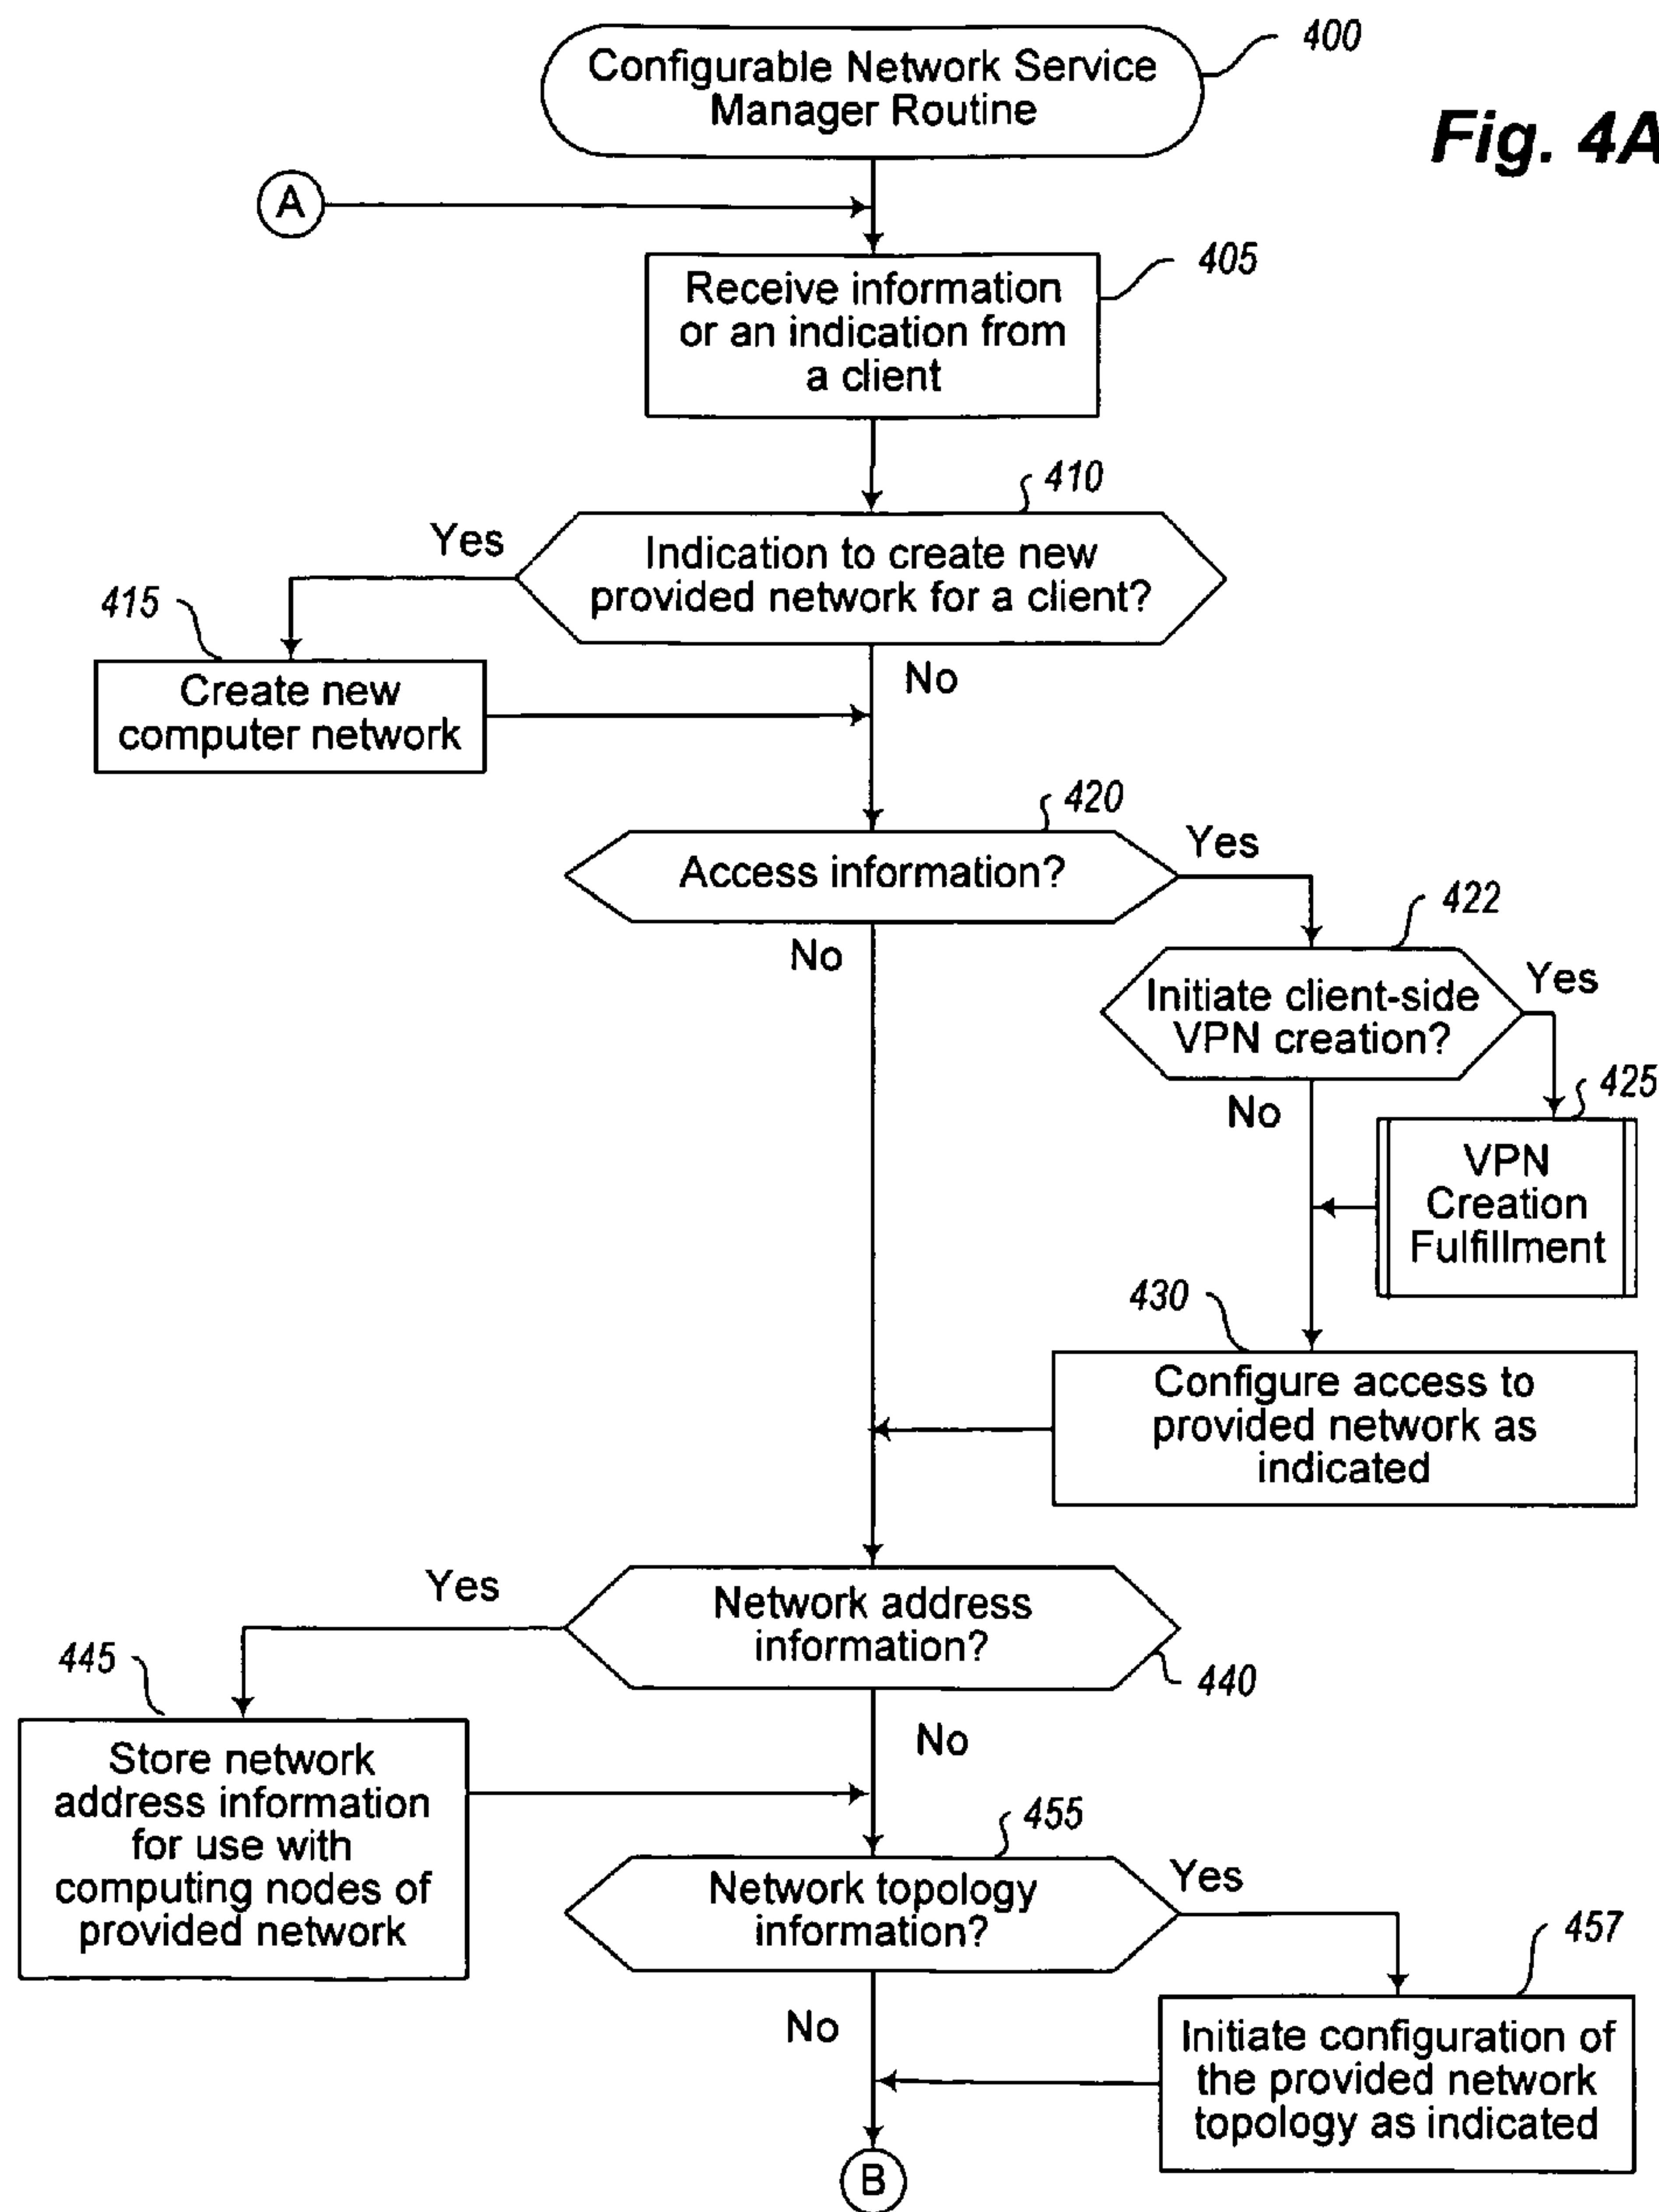 Configurable Network Service
Manager Routine
400
Fig. 4A
A
405
Receive information
or an indication from
a client
410
Yes
Indication to create new
provided network for a client?
415
No
Create new
computer network
420
Access information?
Yes
422
No
Initiate client-side
VPN creation?
Yes
425
No
VPN
Creation
Fulfillment
430
Configure access to
provided network as
indicated
Yes
Network address
information?
445
440
No
Store network
address information
for use with
computing nodes of
provided network
455
Network topology
information?
Yes
457
No
Initiate configuration of
the provided network
topology as indicated
B